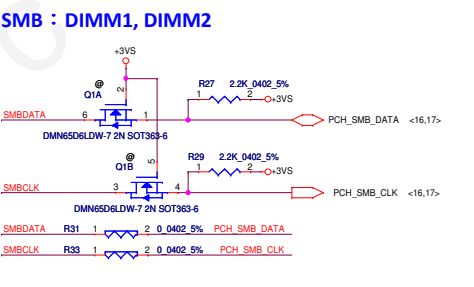 SMB：DIMM1, DIMM2
+3VS
@
Q1A
2
R27 2.2K_0402_5%
1 2 +3VS
SMBDATA 6 1 PCH_SMB_DATA <16,17>
DMN65D6LDW-7 2N SOT363-6
@
Q1B
5
R29 2.2K_0402_5%
1 2 +3VS
SMBCLK 3 4 PCH_SMB_CLK <16,17>
DMN65D6LDW-7 2N SOT363-6
SMBDATA R31 1 2 0_0402_5% PCH_SMB_DATA
SMBCLK R33 1 2 0_0402_5% PCH_SMB_CLK